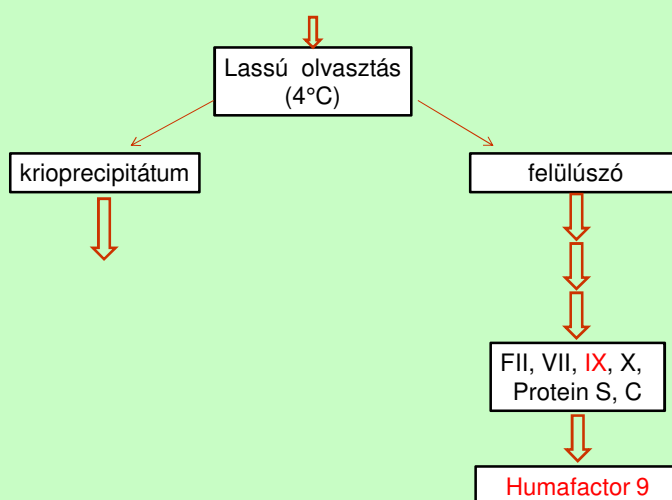 Lassú olvasztás
(4°C)
krioprecipitátum
felülúszó
FII, VII, IX, X,
Protein S, C
Humafactor 9